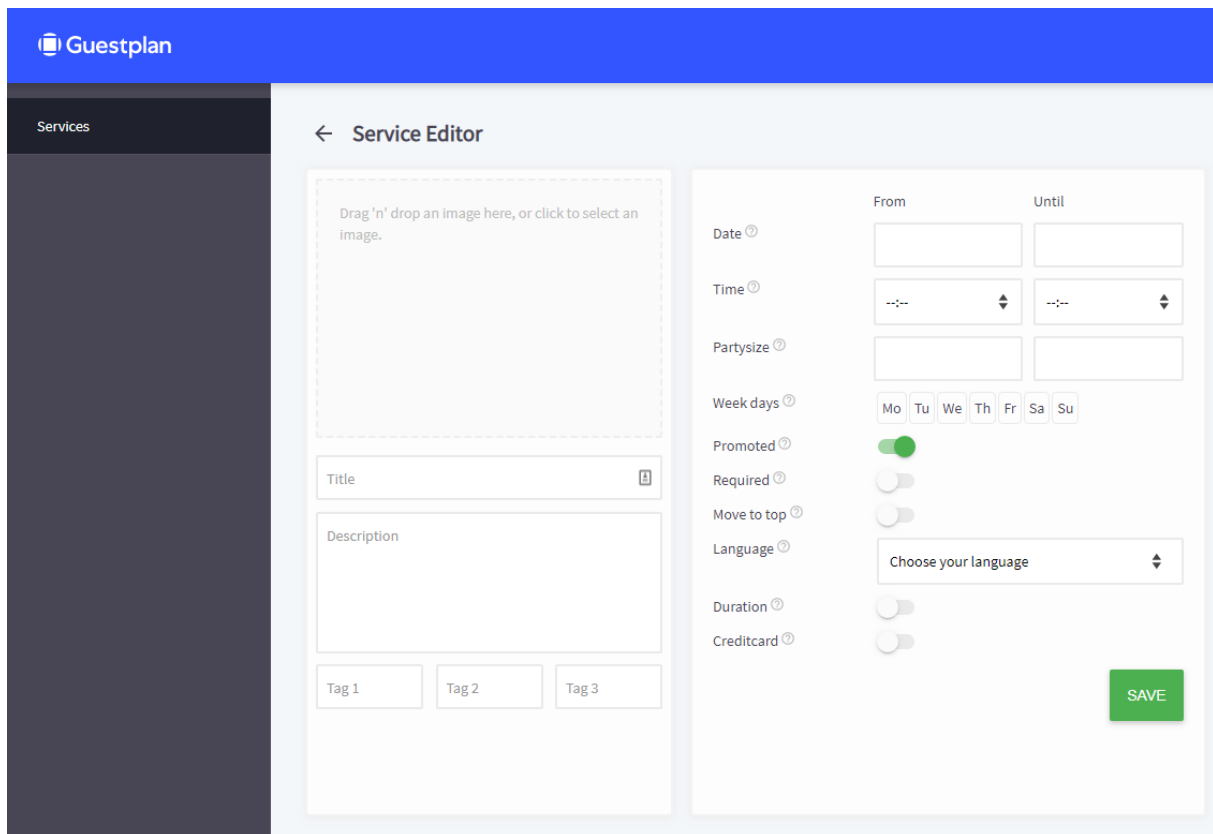 Guestplan
Services
Service Editor
Drag 'n' drop an image here, or click to select an
image.
Title
Description
Tag 1 Tag 2 Tag 3
From Until
Date
Time --:-- --:--
Partysize
Week days Mo Tu We Th Fr Sa Su
Promoted
Required
Move to top
Language Choose your language
Duration
Creditcard
SAVE